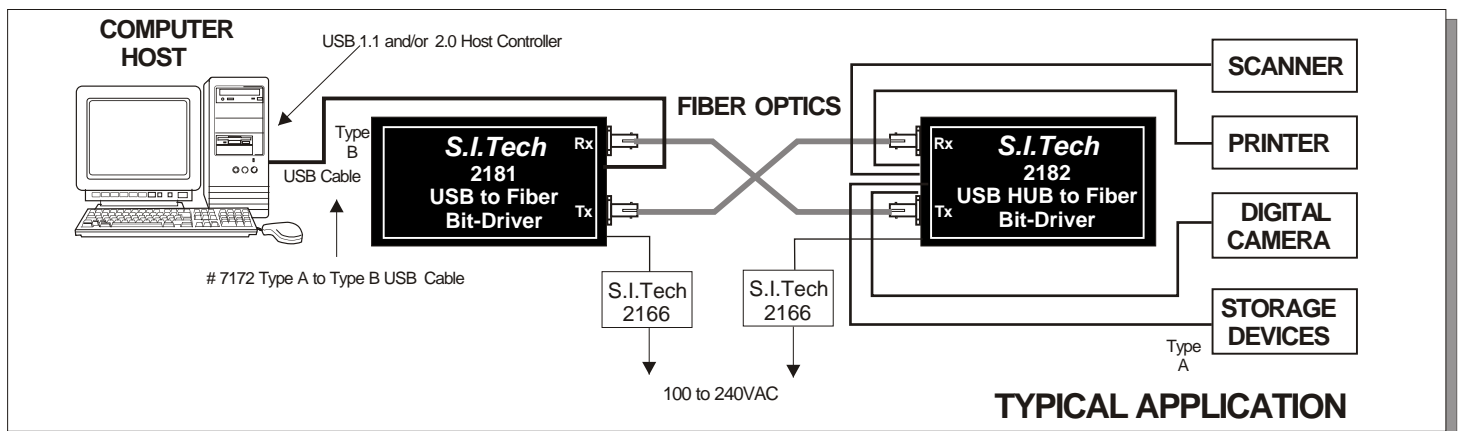 COMPUTER
HOST
USB 1.1 and/or 2.0 Host Controller
Type
B
USB Cable
# 7172 Type A to Type B USB Cable
S.I.Tech
2181
USB to Fiber
Bit-Driver
Rx
Tx
FIBER OPTICS
Rx
Tx
S.I.Tech
2182
USB HUB to Fiber
Bit-Driver
S.I.Tech
2166
S.I.Tech
2166
100 to 240VAC
SCANNER
PRINTER
DIGITAL
CAMERA
STORAGE
DEVICES
Type
A
TYPICAL APPLICATION